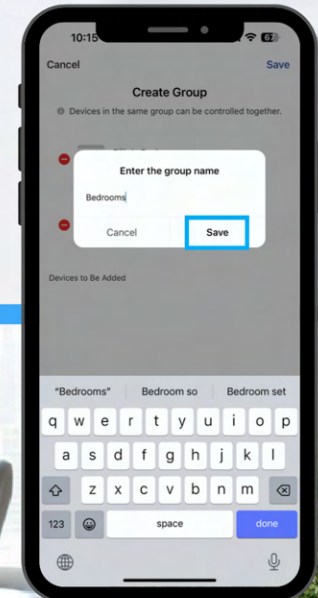 10:15
67
Cancel
Save
Create Group
Devices in the same group can be controlled together.
Enter the group name
Bedrooms
Cancel
Save
Devices to Be Added
"Bedrooms"
Bedroom so
Bedroom set
q w e r t y u i o p
a s d f g h j k l
z x c v b n m
123
space
done